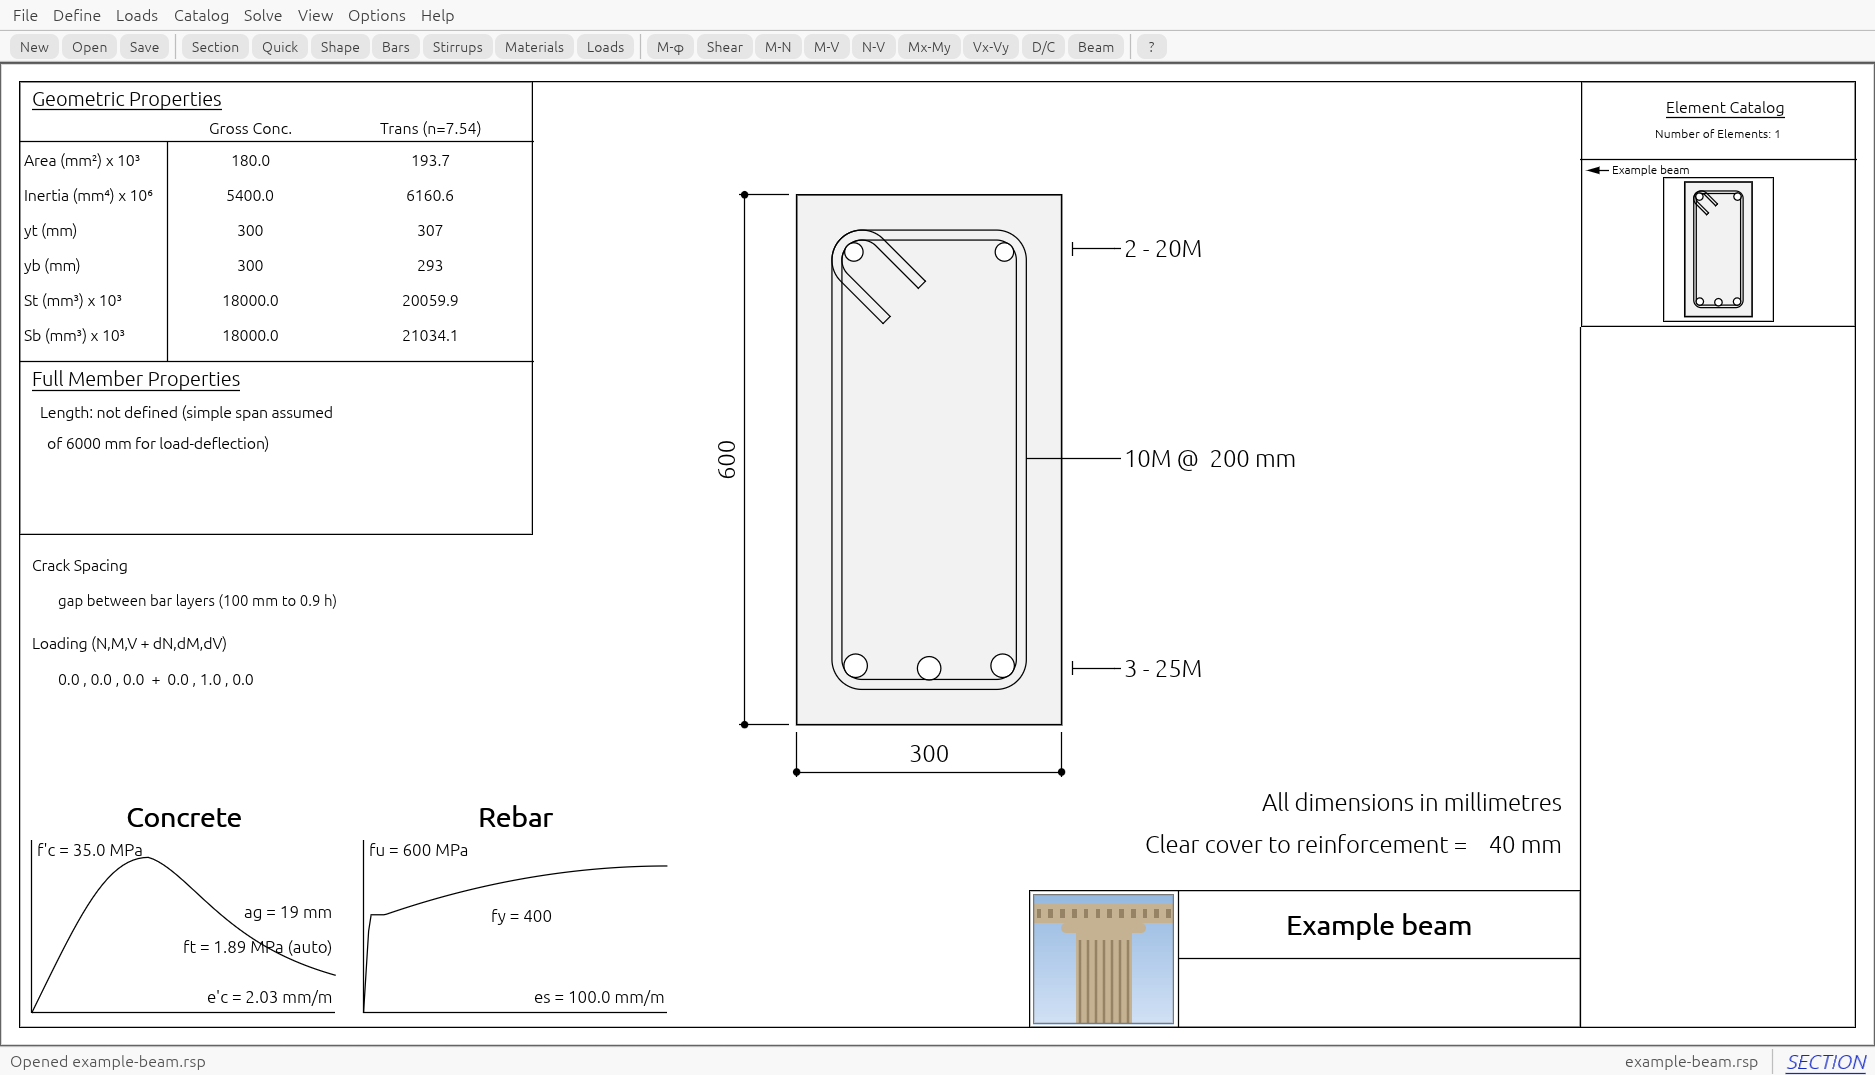 File Define Loads Catalog Solve View Options Help
New Open Save Section Quick Shape Bars Stirrups Materials Loads M-φ Shear M-N M-V N-V Mx-My Vx-Vy D/C Beam ?
Geometric Properties
Gross Conc. Trans (n=7.54)
Area (mm²) x 10³ 180.0 193.7
Inertia (mm⁴) x 10⁶ 5400.0 6160.6
yt (mm) 300 307
yb (mm) 300 293
St (mm³) x 10³ 18000.0 20059.9
Sb (mm³) x 10³ 18000.0 21034.1
Full Member Properties
Length: not defined (simple span assumed
of 6000 mm for load-deflection)
Crack Spacing
gap between bar layers (100 mm to 0.9 h)
Loading (N,M,V + dN,dM,dV)
0.0 , 0.0 , 0.0 + 0.0 , 1.0 , 0.0
Concrete
f'c = 35.0 MPa
ag = 19 mm
ft = 1.89 MPa (auto)
e'c = 2.03 mm/m
Rebar
fu = 600 MPa
fy = 400
es = 100.0 mm/m
600
2 - 20M
10M @ 200 mm
3 - 25M
300
All dimensions in millimetres
Clear cover to reinforcement = 40 mm
Example beam
Element Catalog
Number of Elements: 1
Example beam
Opened example-beam.rsp
example-beam.rsp
SECTION